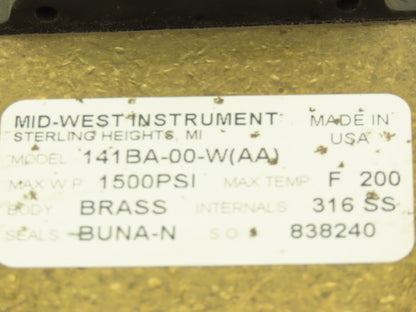 MID-WEST INSTRUMENT MADE IN
STERLING HEIGHTS, MI USA
MODEL 141BA-00-W(AA)
MAX W.P. 1500PSI MAX TEMP F 200
BODY BRASS INTERNALS 316 SS
SEALS BUNA-N S.O. 838240